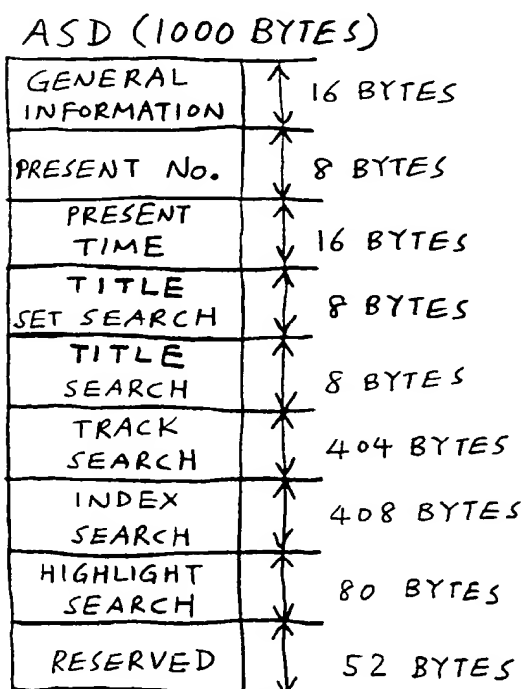 ASD (1000 BYTES)
GENERAL
INFORMATION
16 BYTES
PRESENT No.
8 BYTES
PRESENT
TIME
16 BYTES
TITLE
SET SEARCH
8 BYTES
TITLE
SEARCH
8 BYTES
TRACK
SEARCH
404 BYTES
INDEX
SEARCH
408 BYTES
HIGHLIGHT
SEARCH
80 BYTES
RESERVED
52 BYTES